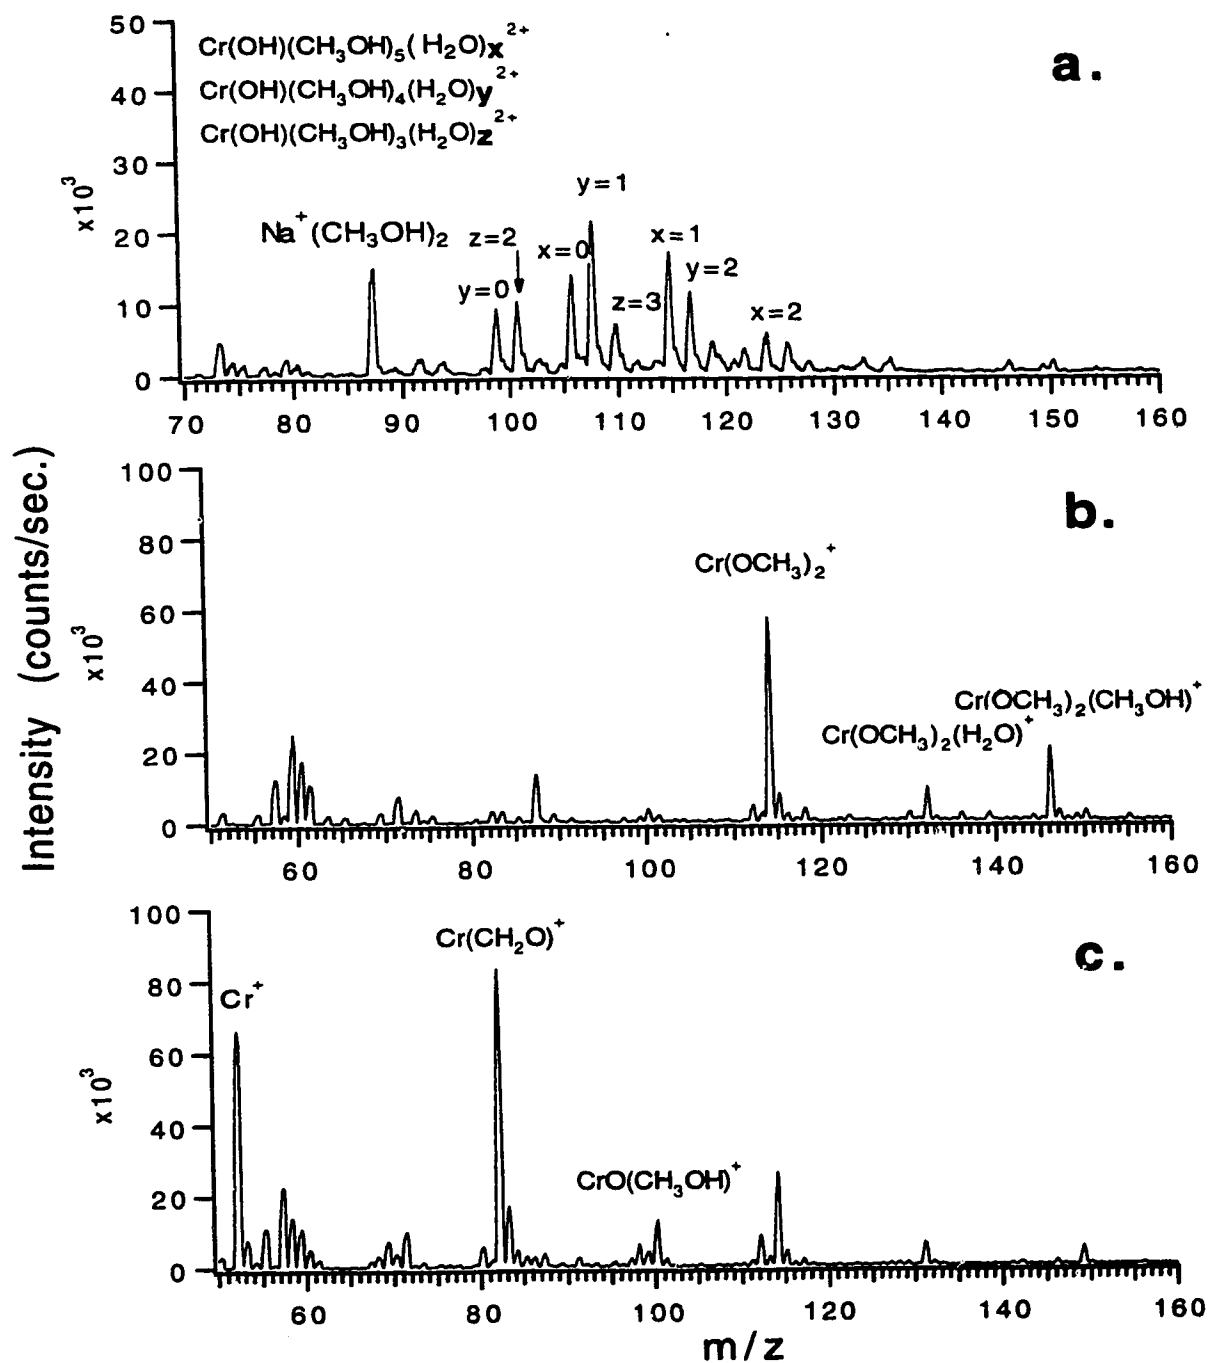 50
Cr(OH)(CH₃OH)₅(H₂O)x²⁺
a.
40
Cr(OH)(CH₃OH)₄(H₂O)y²⁺
Cr(OH)(CH₃OH)₃(H₂O)z²⁺
30
x10³
y=1
20
Na⁺(CH₃OH)₂
z=2
x=0
x=1
y=2
10
y=0
z=3
x=2
0
70 80 90 100 110 120 130 140 150 160
Intensity (counts/sec.)
100
b.
80
Cr(OCH₃)₂⁺
60
x10³
40
Cr(OCH₃)₂(CH₃OH)⁺
Cr(OCH₃)₂(H₂O)⁺
20
0
60 80 100 120 140 160
100
Cr(CH₂O)⁺
c.
80
Cr⁺
60
x10³
40
CrO(CH₃OH)⁺
20
0
60 80 100 120 140 160
m/z